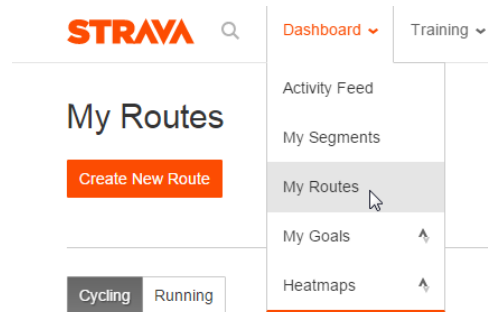 STRAVA
Dashboard
Training
Activity Feed
My Segments
My Routes
My Goals
Heatmaps
My Routes
Create New Route
Cycling
Running